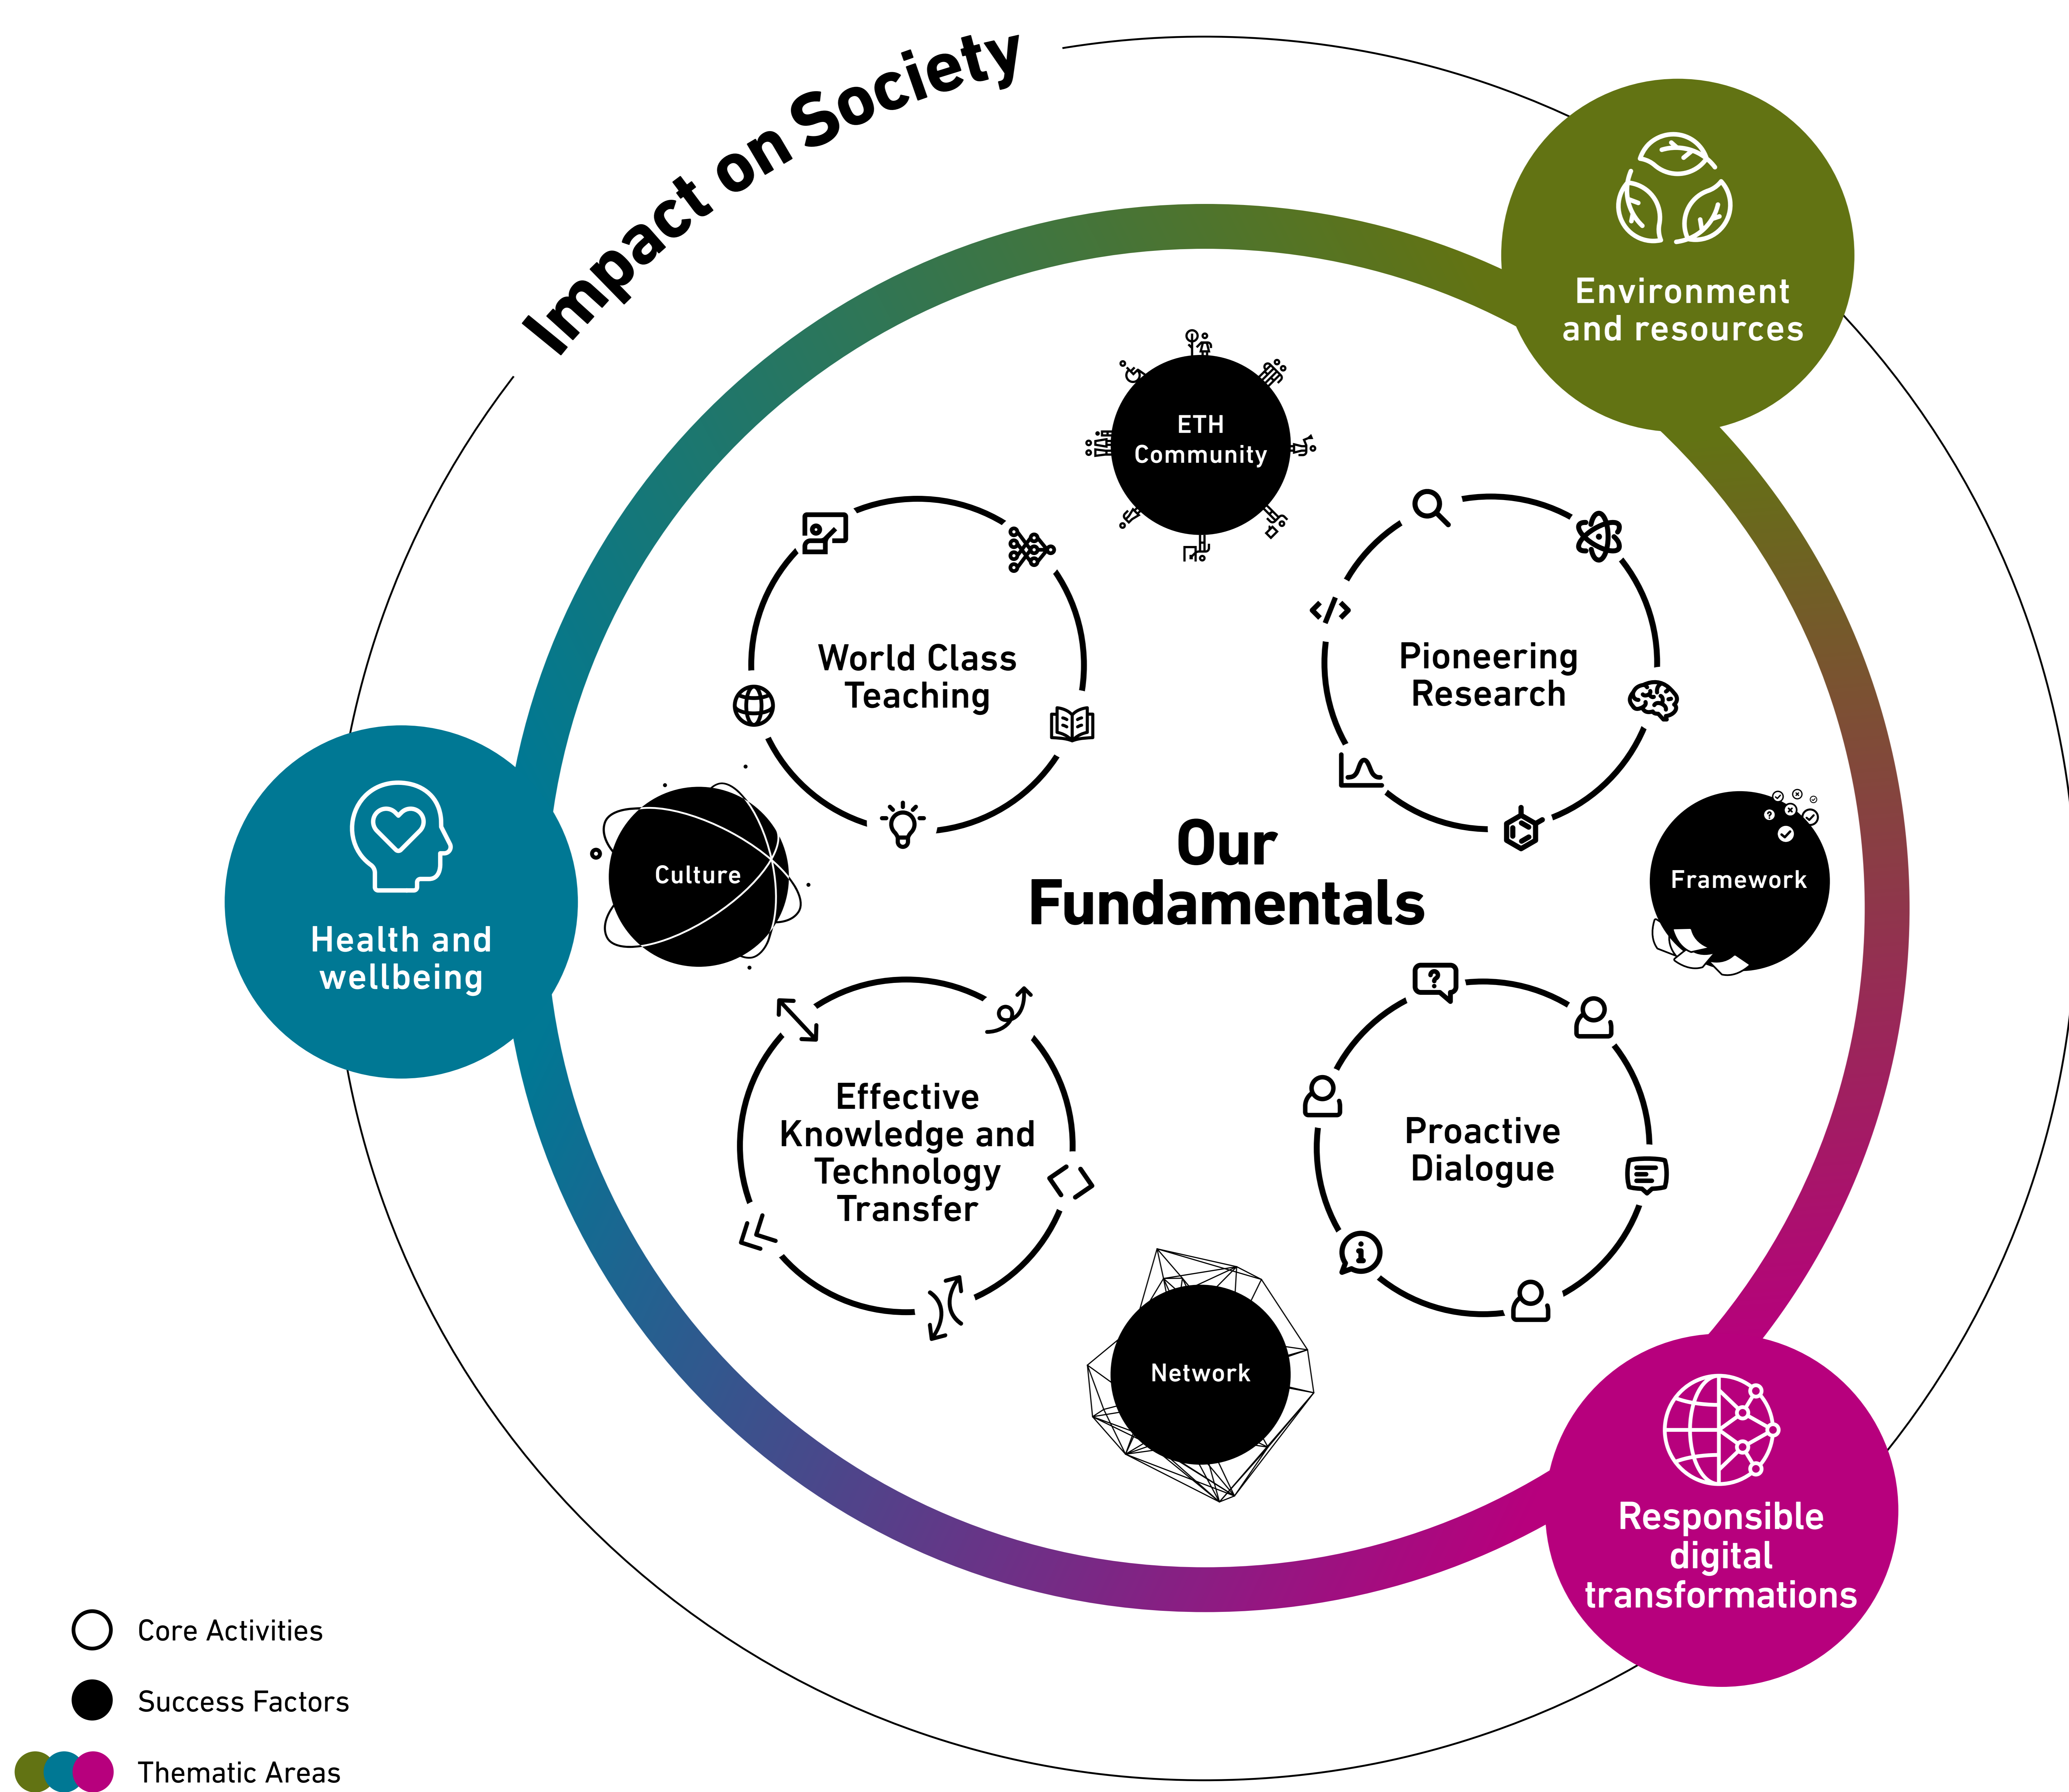 Impact on Society
Environment
and resources
ETH
Community
World Class
Teaching
Pioneering
Research
Our
Fundamentals
Culture
Framework
Health and
wellbeing
Effective
Knowledge and
Technology
Transfer
Proactive
Dialogue
Network
Responsible
digital
transformations
Core Activities
Success Factors
Thematic Areas